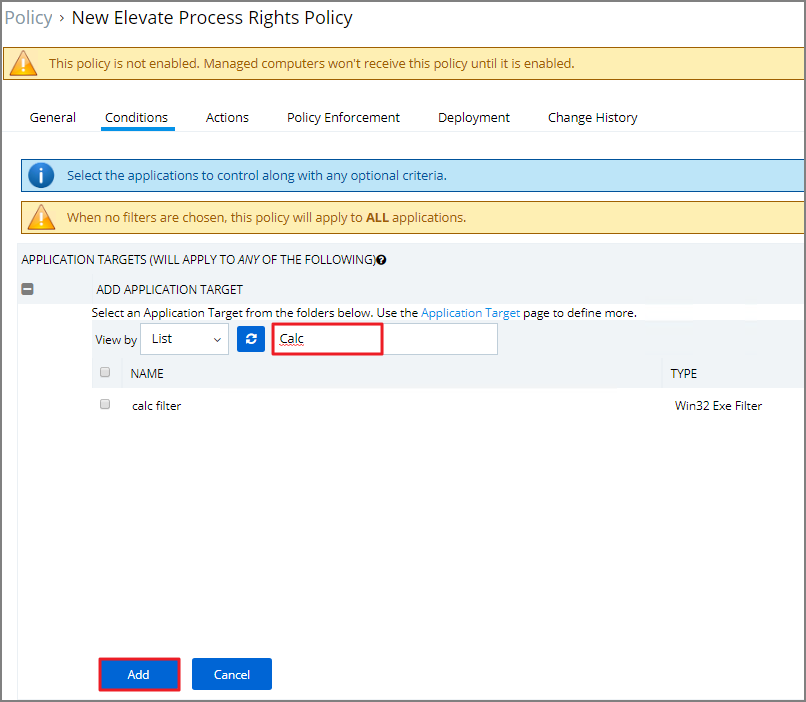 Policy › New Elevate Process Rights Policy
This policy is not enabled. Managed computers won't receive this policy until it is enabled.
General Conditions Actions Policy Enforcement Deployment Change History
Select the applications to control along with any optional criteria.
When no filters are chosen, this policy will apply to ALL applications.
APPLICATION TARGETS (WILL APPLY TO ANY OF THE FOLLOWING)
ADD APPLICATION TARGET
Select an Application Target from the folders below. Use the Application Target page to define more.
View by List Calc
NAME TYPE
calc filter Win32 Exe Filter
Add Cancel